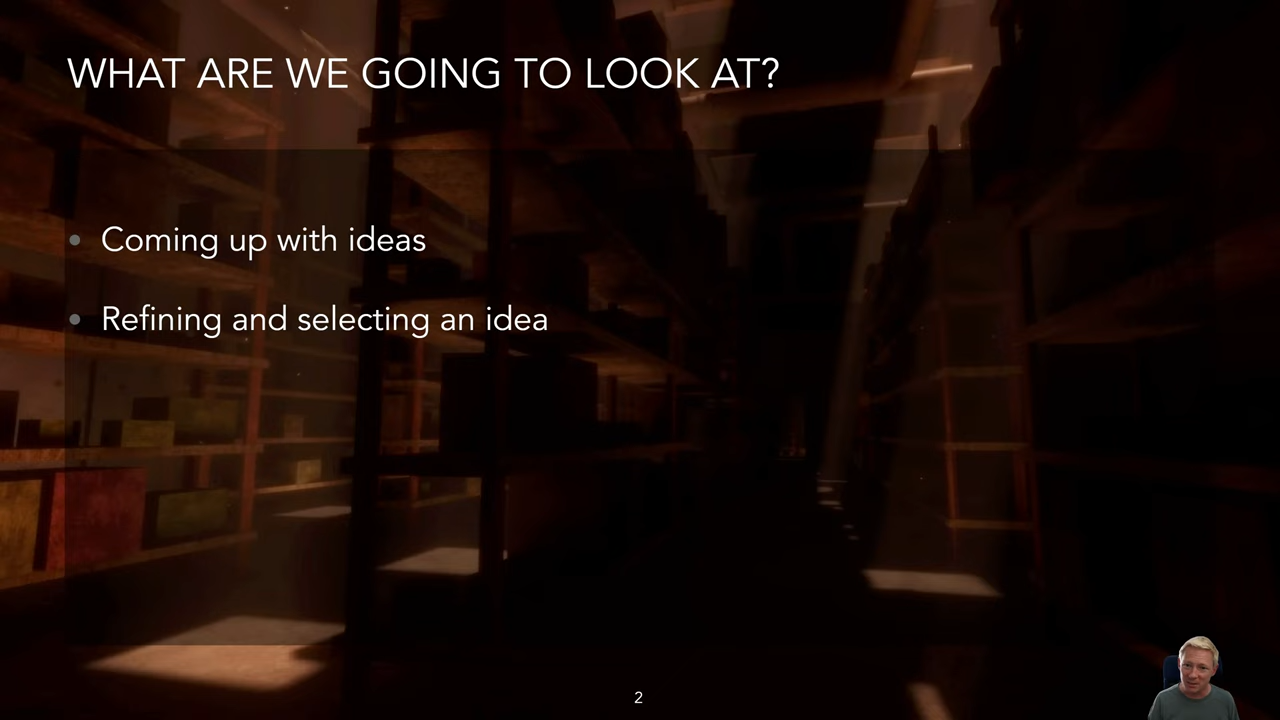 WHAT ARE WE GOING TO LOOK AT?
• Coming up with ideas
• Refining and selecting an idea
2